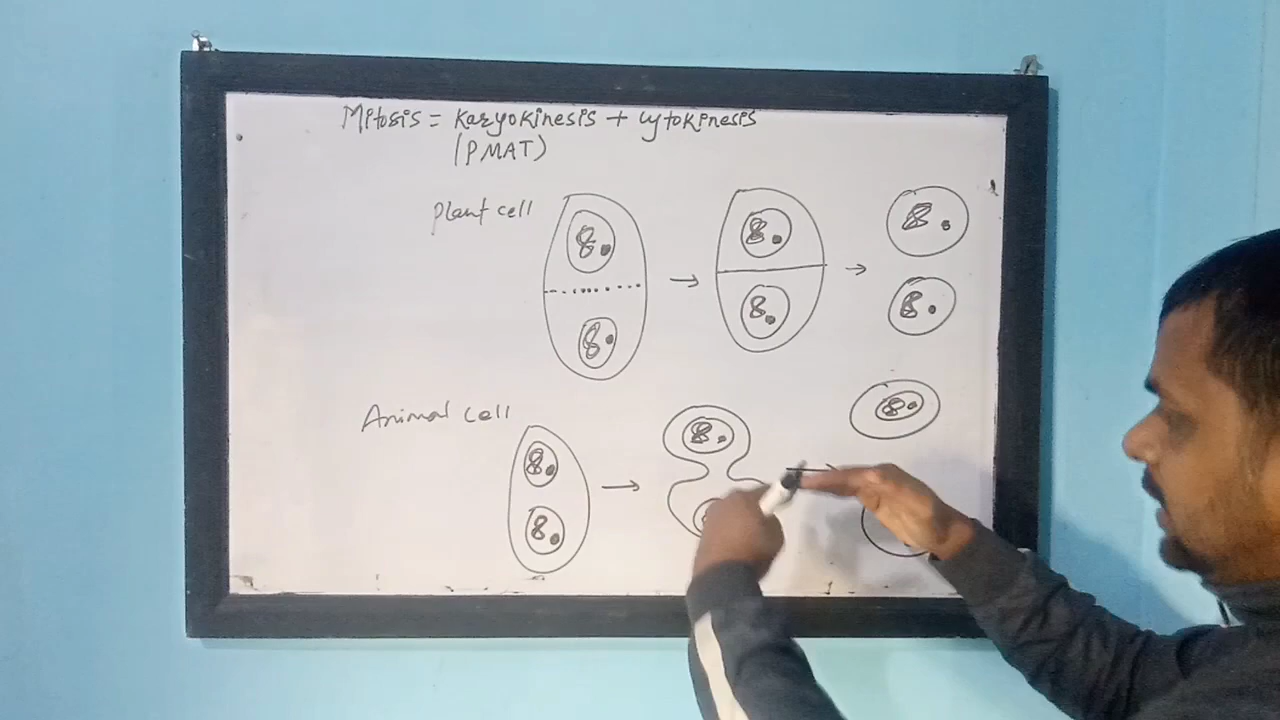 Mitosis = Karyokinesis + cytokinesis
(PMAT)
Plant cell
Animal cell